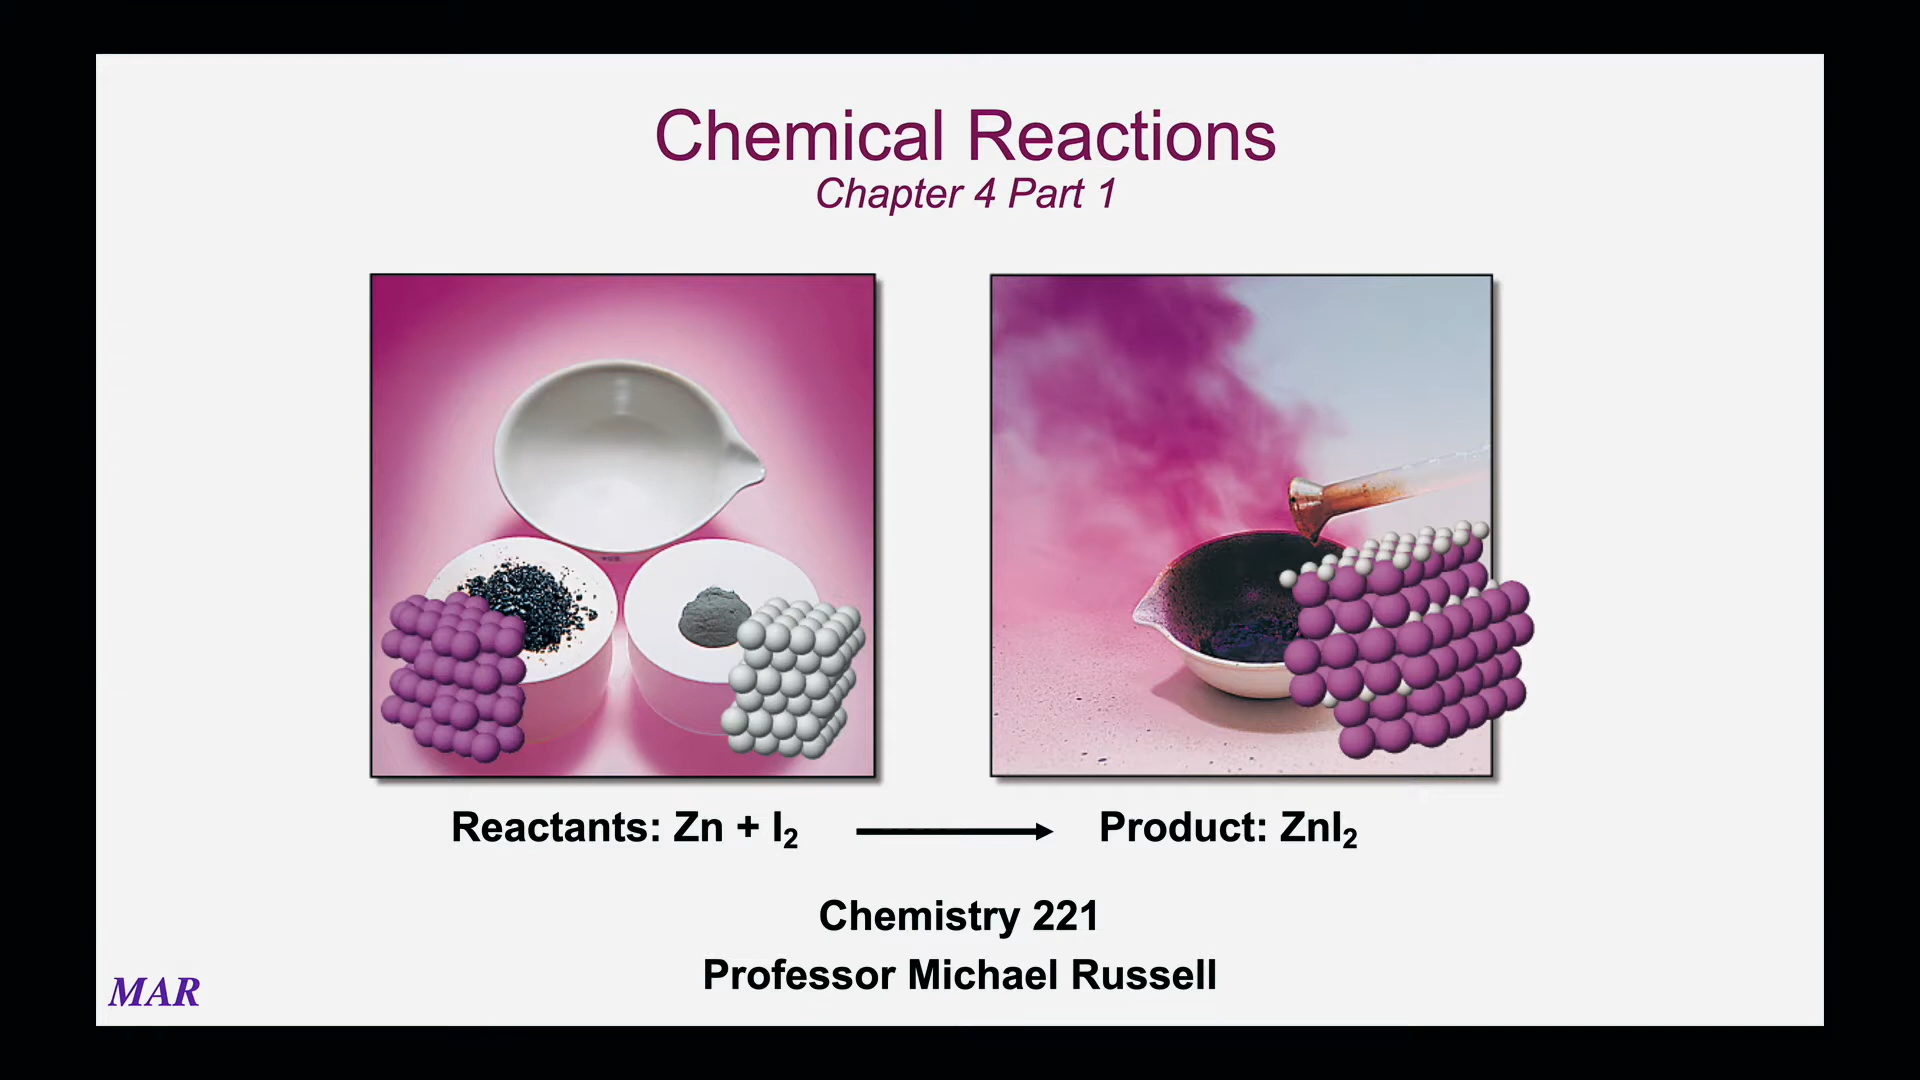 Chemical Reactions
Chapter 4 Part 1
Reactants: Zn + I₂ Product: ZnI₂
Chemistry 221
Professor Michael Russell
MAR